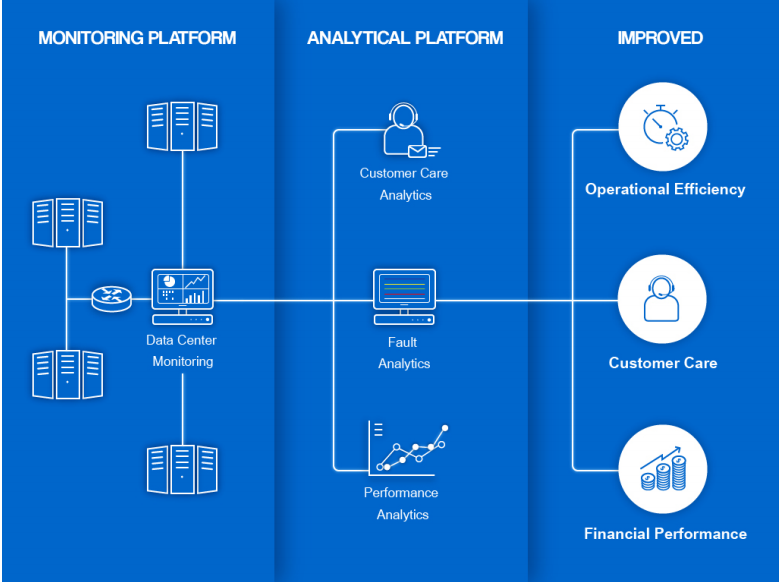 MONITORING PLATFORM
ANALYTICAL PLATFORM
IMPROVED
Data Center
Monitoring
Customer Care
Analytics
Fault
Analytics
Performance
Analytics
Operational Efficiency
Customer Care
Financial Performance